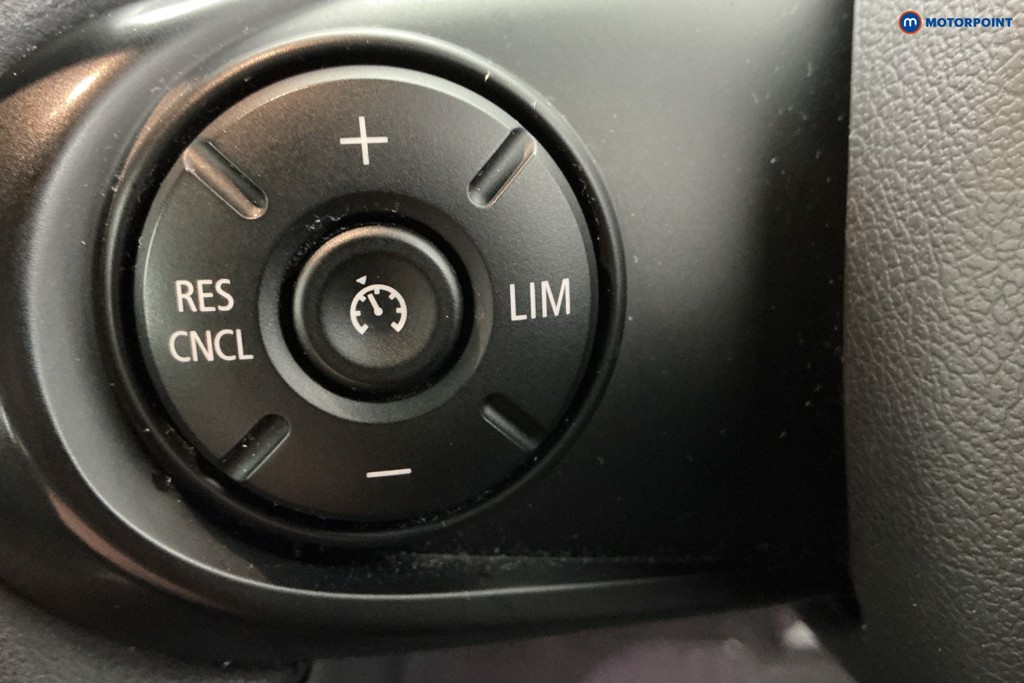 m MOTORPOINT
+
RES
CNCL
LIM
−